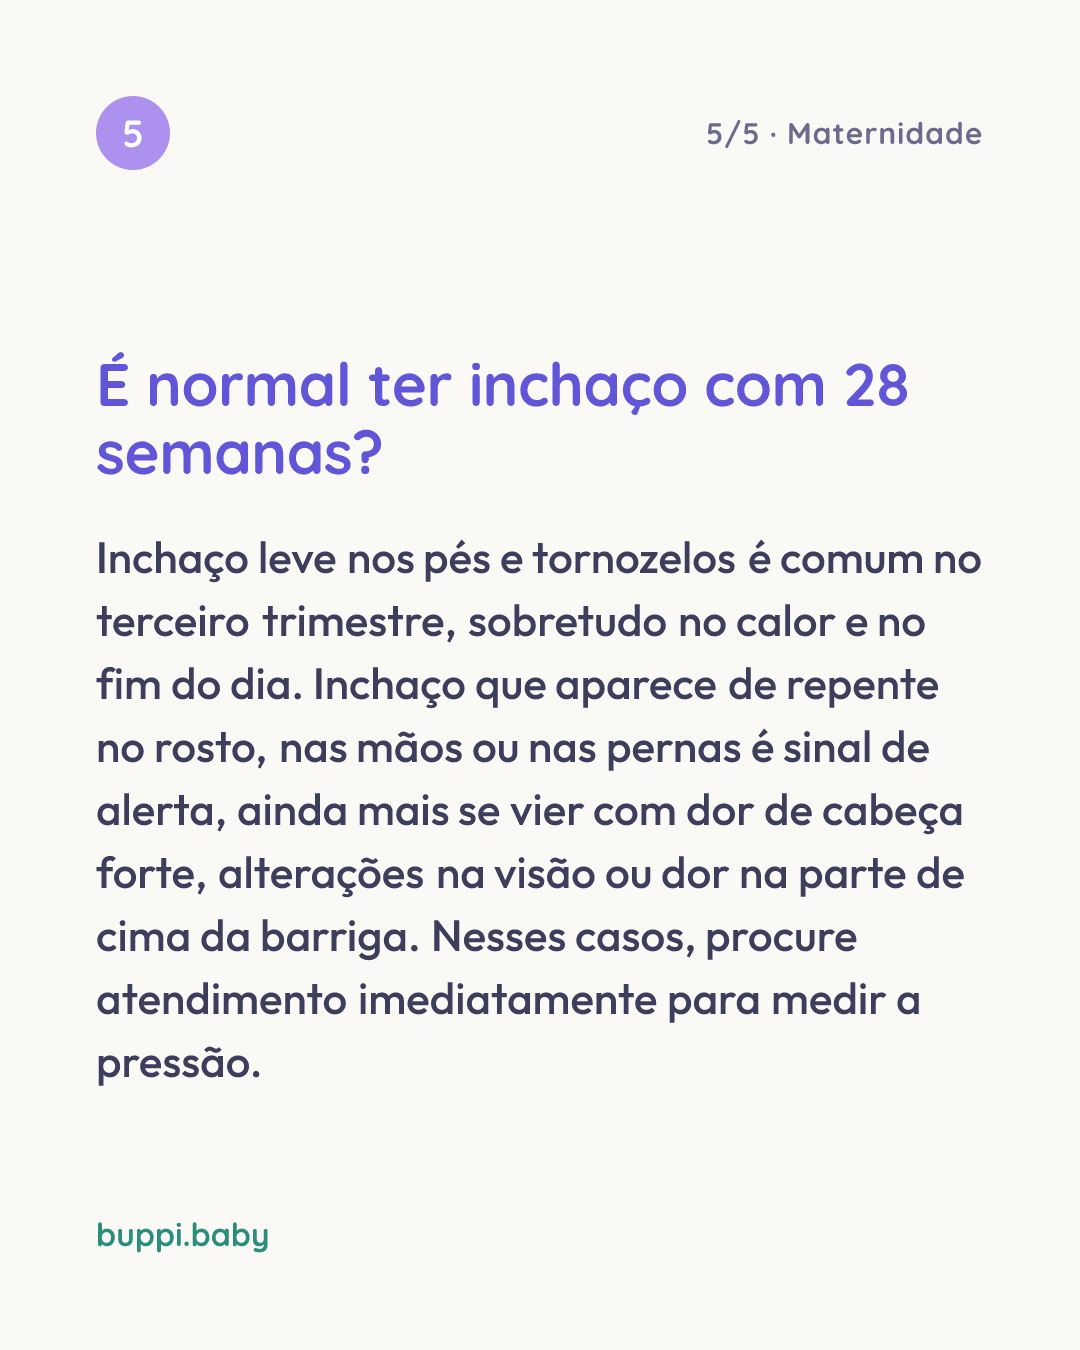 5
5/5 · Maternidade
É normal ter inchaço com 28
semanas?
Inchaço leve nos pés e tornozelos é comum no
terceiro trimestre, sobretudo no calor e no
fim do dia. Inchaço que aparece de repente
no rosto, nas mãos ou nas pernas é sinal de
alerta, ainda mais se vier com dor de cabeça
forte, alterações na visão ou dor na parte de
cima da barriga. Nesses casos, procure
atendimento imediatamente para medir a
pressão.
buppi.baby